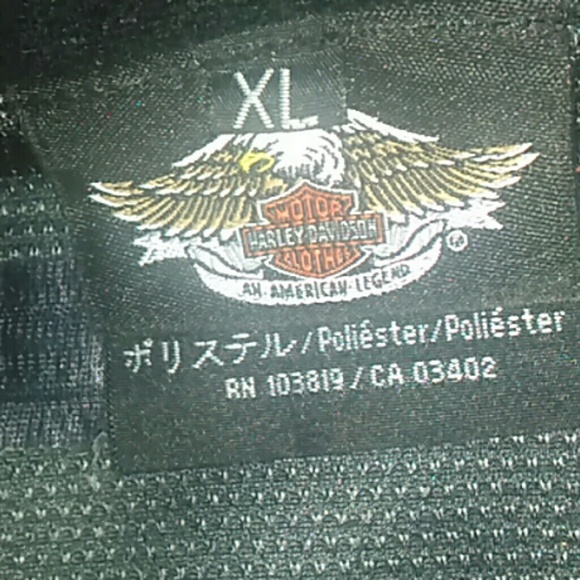 XL
MOTOR
HARLEY-DAVIDSON
CLOTHES
®
AN AMERICAN LEGEND
ポリステル/Poliéster/Poliéster
RN 103819 / CA 03402